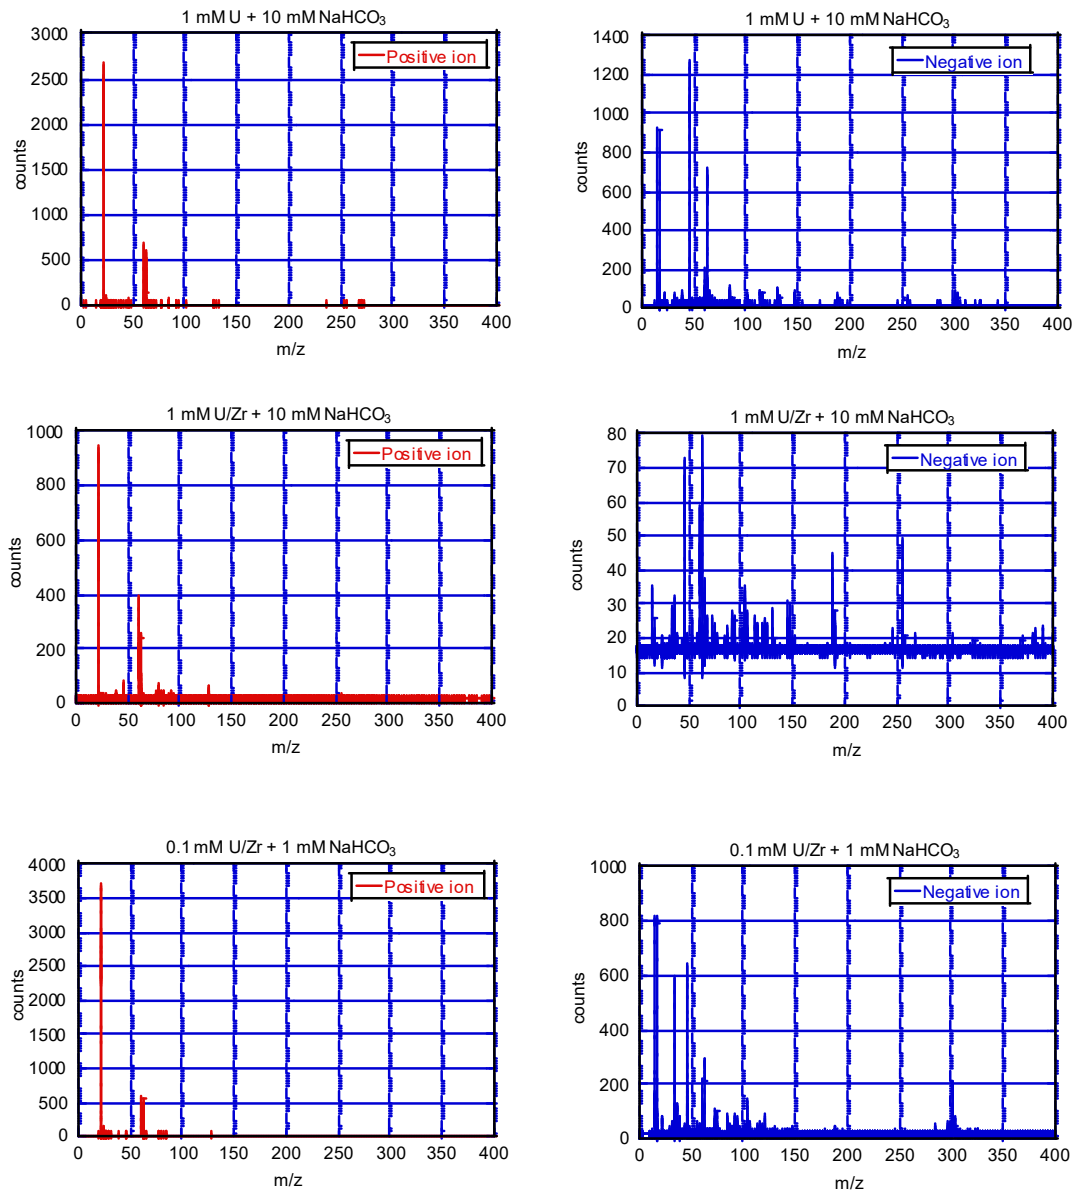 1 mM U + 10 mM NaHCO₃
3000
2500
2000
1500
1000
500
0
counts
Positive ion
0 50 100 150 200 250 300 350 400
m/z
1 mM U + 10 mM NaHCO₃
1400
1200
1000
800
600
400
200
0
counts
Negative ion
0 50 100 150 200 250 300 350 400
m/z
1 mM U/Zr + 10 mM NaHCO₃
1000
800
600
400
200
0
counts
Positive ion
0 50 100 150 200 250 300 350 400
m/z
1 mM U/Zr + 10 mM NaHCO₃
80
70
60
50
40
30
20
10
0
counts
Negative ion
0 50 100 150 200 250 300 350 400
m/z
0.1 mM U/Zr + 1 mM NaHCO₃
4000
3500
3000
2500
2000
1500
1000
500
0
counts
Positive ion
0 50 100 150 200 250 300 350 400
m/z
0.1 mM U/Zr + 1 mM NaHCO₃
1000
800
600
400
200
0
counts
Negative ion
0 50 100 150 200 250 300 350 400
m/z